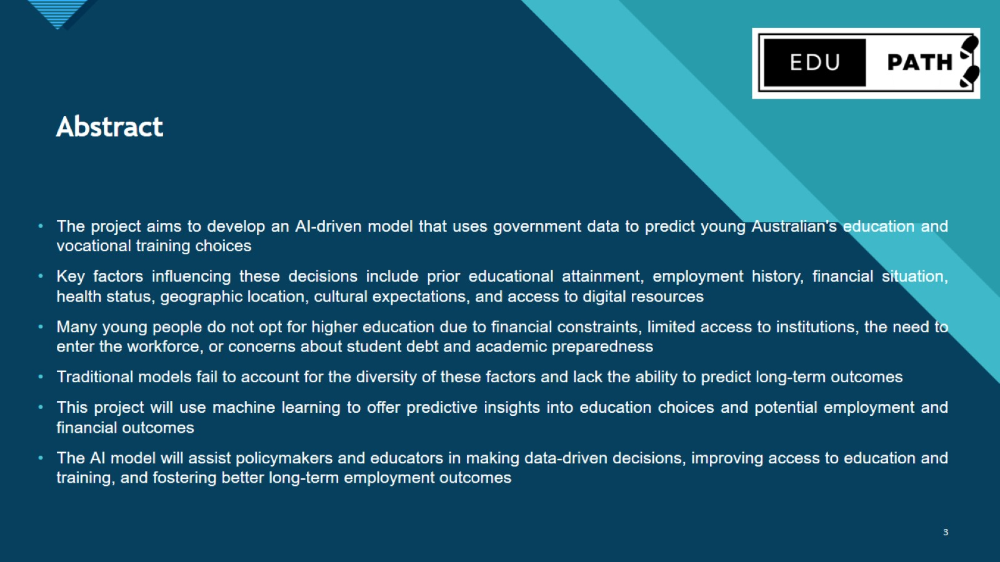 EDU PATH
Abstract
• The project aims to develop an AI-driven model that uses government data to predict young Australian's education and
vocational training choices
• Key factors influencing these decisions include prior educational attainment, employment history, financial situation,
health status, geographic location, cultural expectations, and access to digital resources
• Many young people do not opt for higher education due to financial constraints, limited access to institutions, the need to
enter the workforce, or concerns about student debt and academic preparedness
• Traditional models fail to account for the diversity of these factors and lack the ability to predict long-term outcomes
• This project will use machine learning to offer predictive insights into education choices and potential employment and
financial outcomes
• The AI model will assist policymakers and educators in making data-driven decisions, improving access to education and
training, and fostering better long-term employment outcomes
3